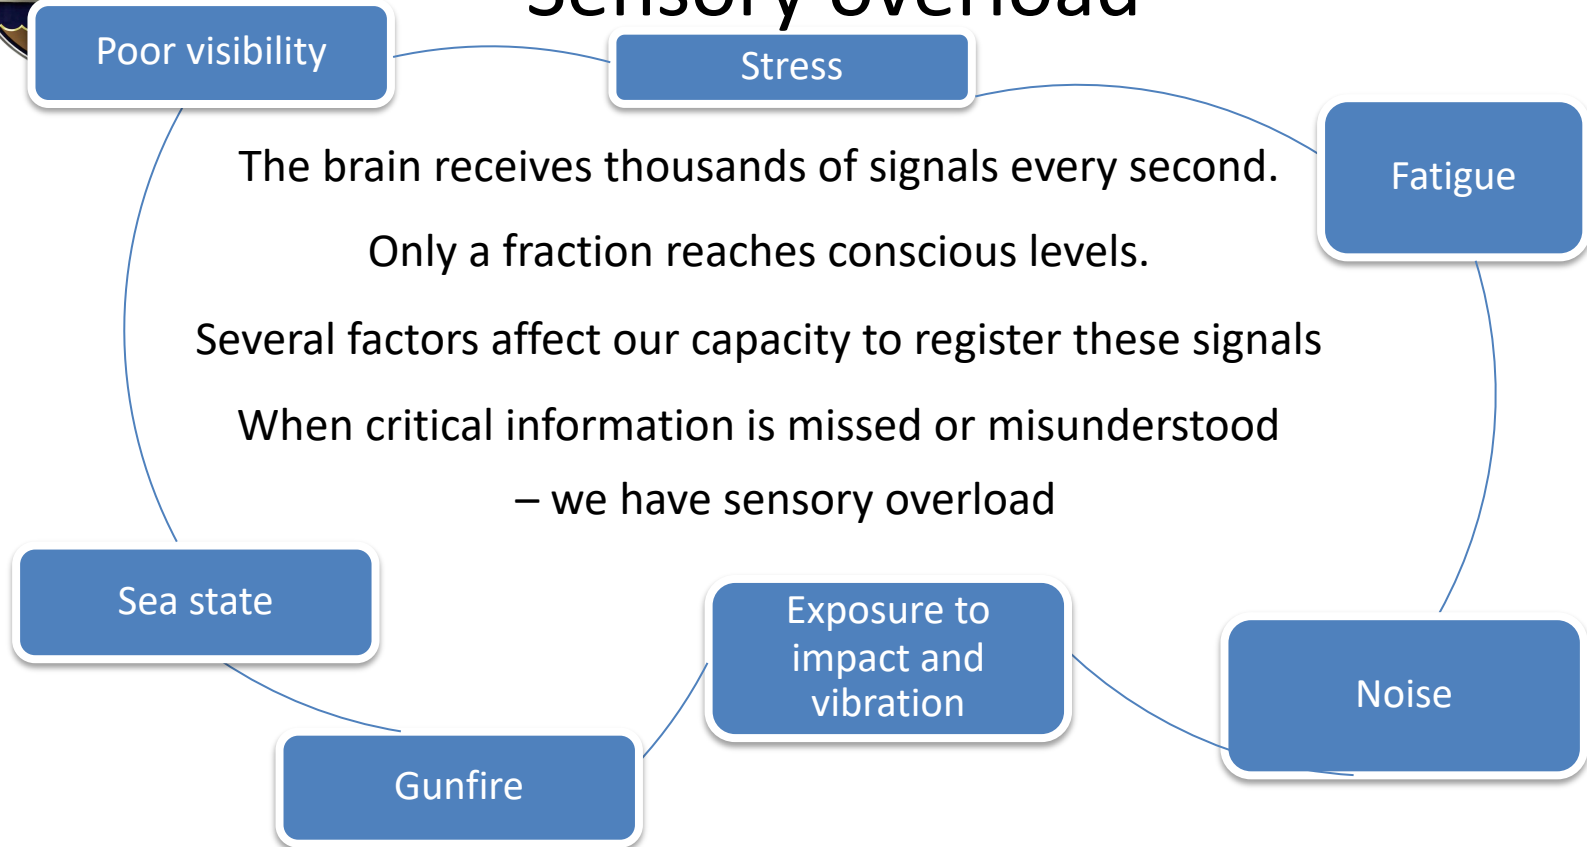 Sensory overload
Poor visibility
Stress
Fatigue
The brain receives thousands of signals every second.
Only a fraction reaches conscious levels.
Several factors affect our capacity to register these signals
When critical information is missed or misunderstood
– we have sensory overload
Sea state
Exposure to
impact and
vibration
Noise
Gunfire